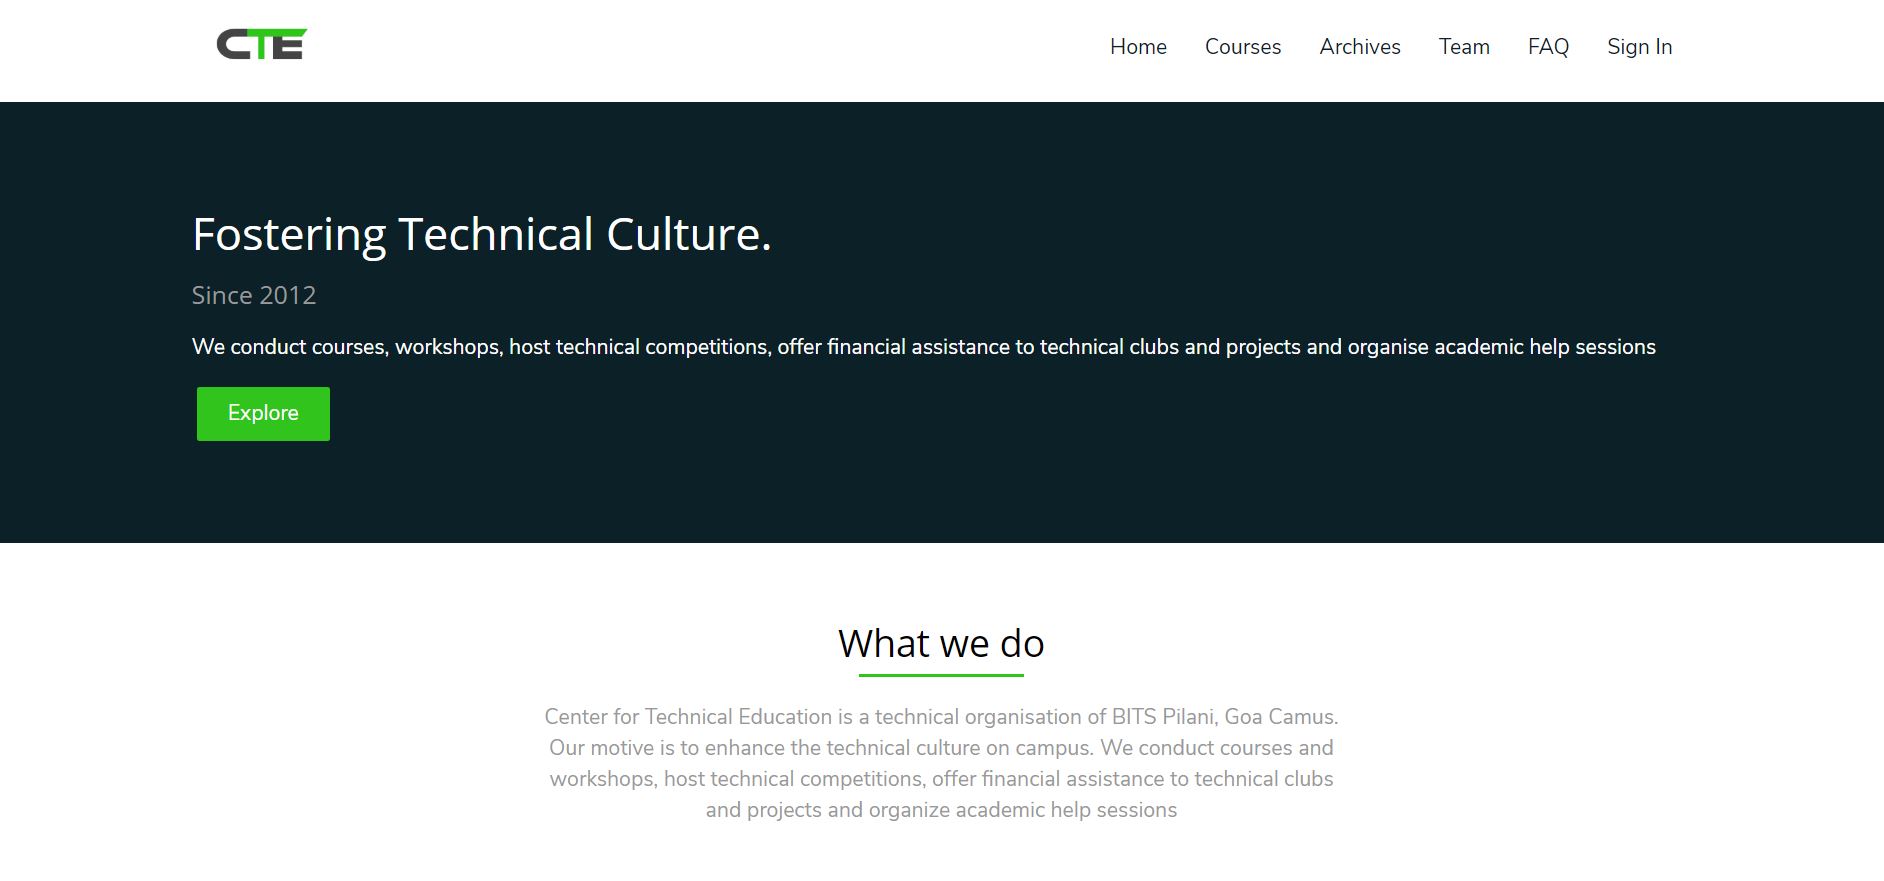 CTE
Home Courses Archives Team FAQ Sign In
Fostering Technical Culture.
Since 2012
We conduct courses, workshops, host technical competitions, offer financial assistance to technical clubs and projects and organise academic help sessions
Explore
What we do
Center for Technical Education is a technical organisation of BITS Pilani, Goa Camus.
Our motive is to enhance the technical culture on campus. We conduct courses and
workshops, host technical competitions, offer financial assistance to technical clubs
and projects and organize academic help sessions